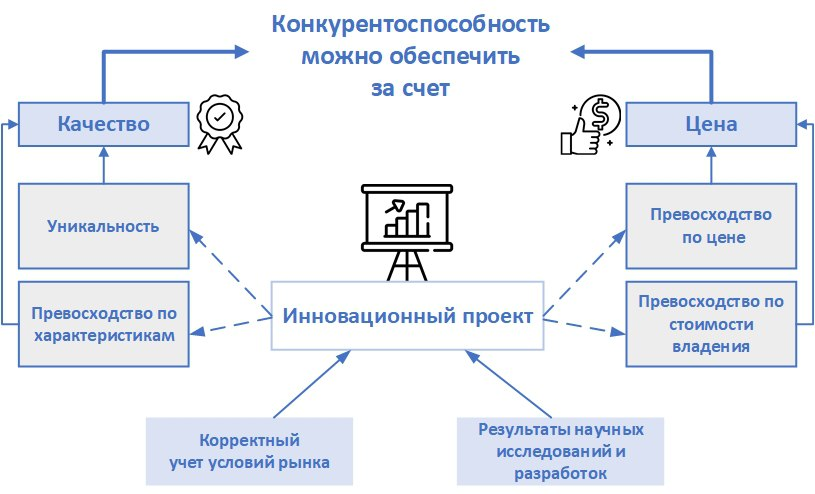 Конкурентоспособность
можно обеспечить
за счет
Качество
Цена
Уникальность
Превосходство
по цене
Превосходство по
характеристикам
Инновационный проект
Превосходство по
стоимости
владения
Корректный
учет условий рынка
Результаты научных
исследований и
разработок